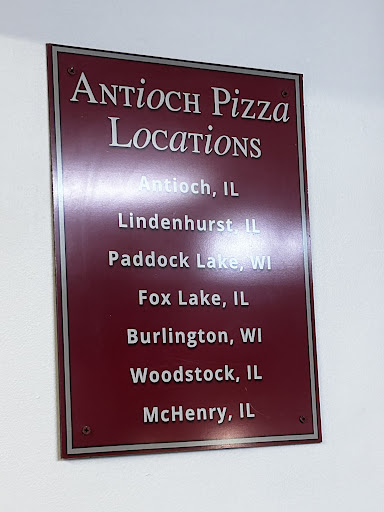 Antioch Pizza
Locations
Antioch, IL
Lindenhurst, IL
Paddock Lake, WI
Fox Lake, IL
Burlington, WI
Woodstock, IL
McHenry, IL